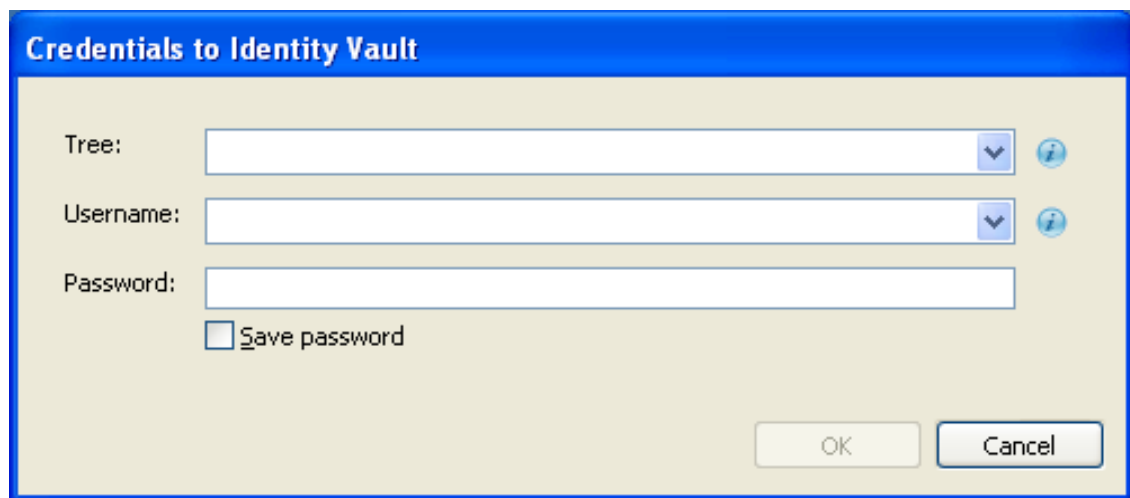 Credentials to Identity Vault
Tree:
Username:
Password:
Save password
OK Cancel